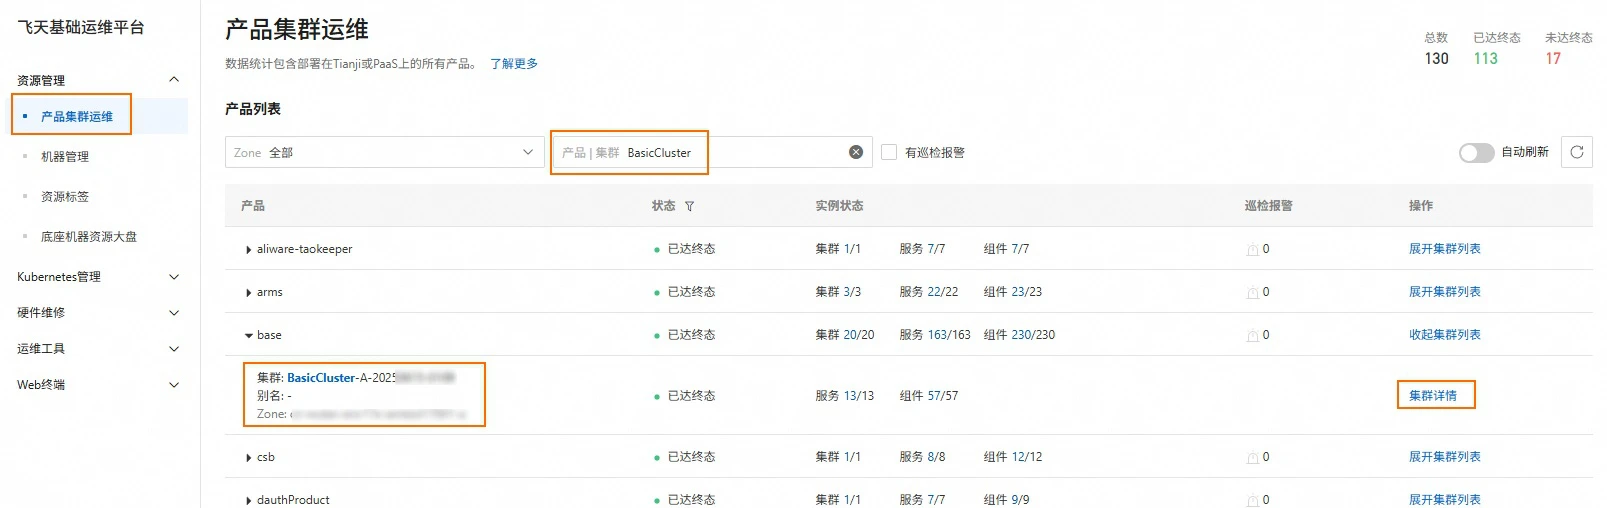 飞天基础运维平台
资源管理
产品集群运维
机器管理
资源标签
底座机器资源大盘
Kubernetes管理
硬件维修
运维工具
Web终端
产品集群运维
数据统计包含部署在Tianji或PaaS上的所有产品。 了解更多
总数 已达终态 未达终态
130 113 17
产品列表
Zone 全部 产品 | 集群 BasicCluster 有巡检报警 自动刷新
产品 状态 实例状态 巡检报警 操作
aliware-taokeeper 已达终态 集群 1/1 服务 7/7 组件 7/7 0 展开集群列表
arms 已达终态 集群 3/3 服务 22/22 组件 23/23 0 展开集群列表
base 已达终态 集群 20/20 服务 163/163 组件 230/230 0 收起集群列表
集群: BasicCluster-A-2025
别名: -
Zone:
已达终态 服务 13/13 组件 57/57 集群详情
csb 已达终态 集群 1/1 服务 8/8 组件 12/12 0 展开集群列表
dauthProduct 已达终态 集群 1/1 服务 7/7 组件 9/9 0 展开集群列表